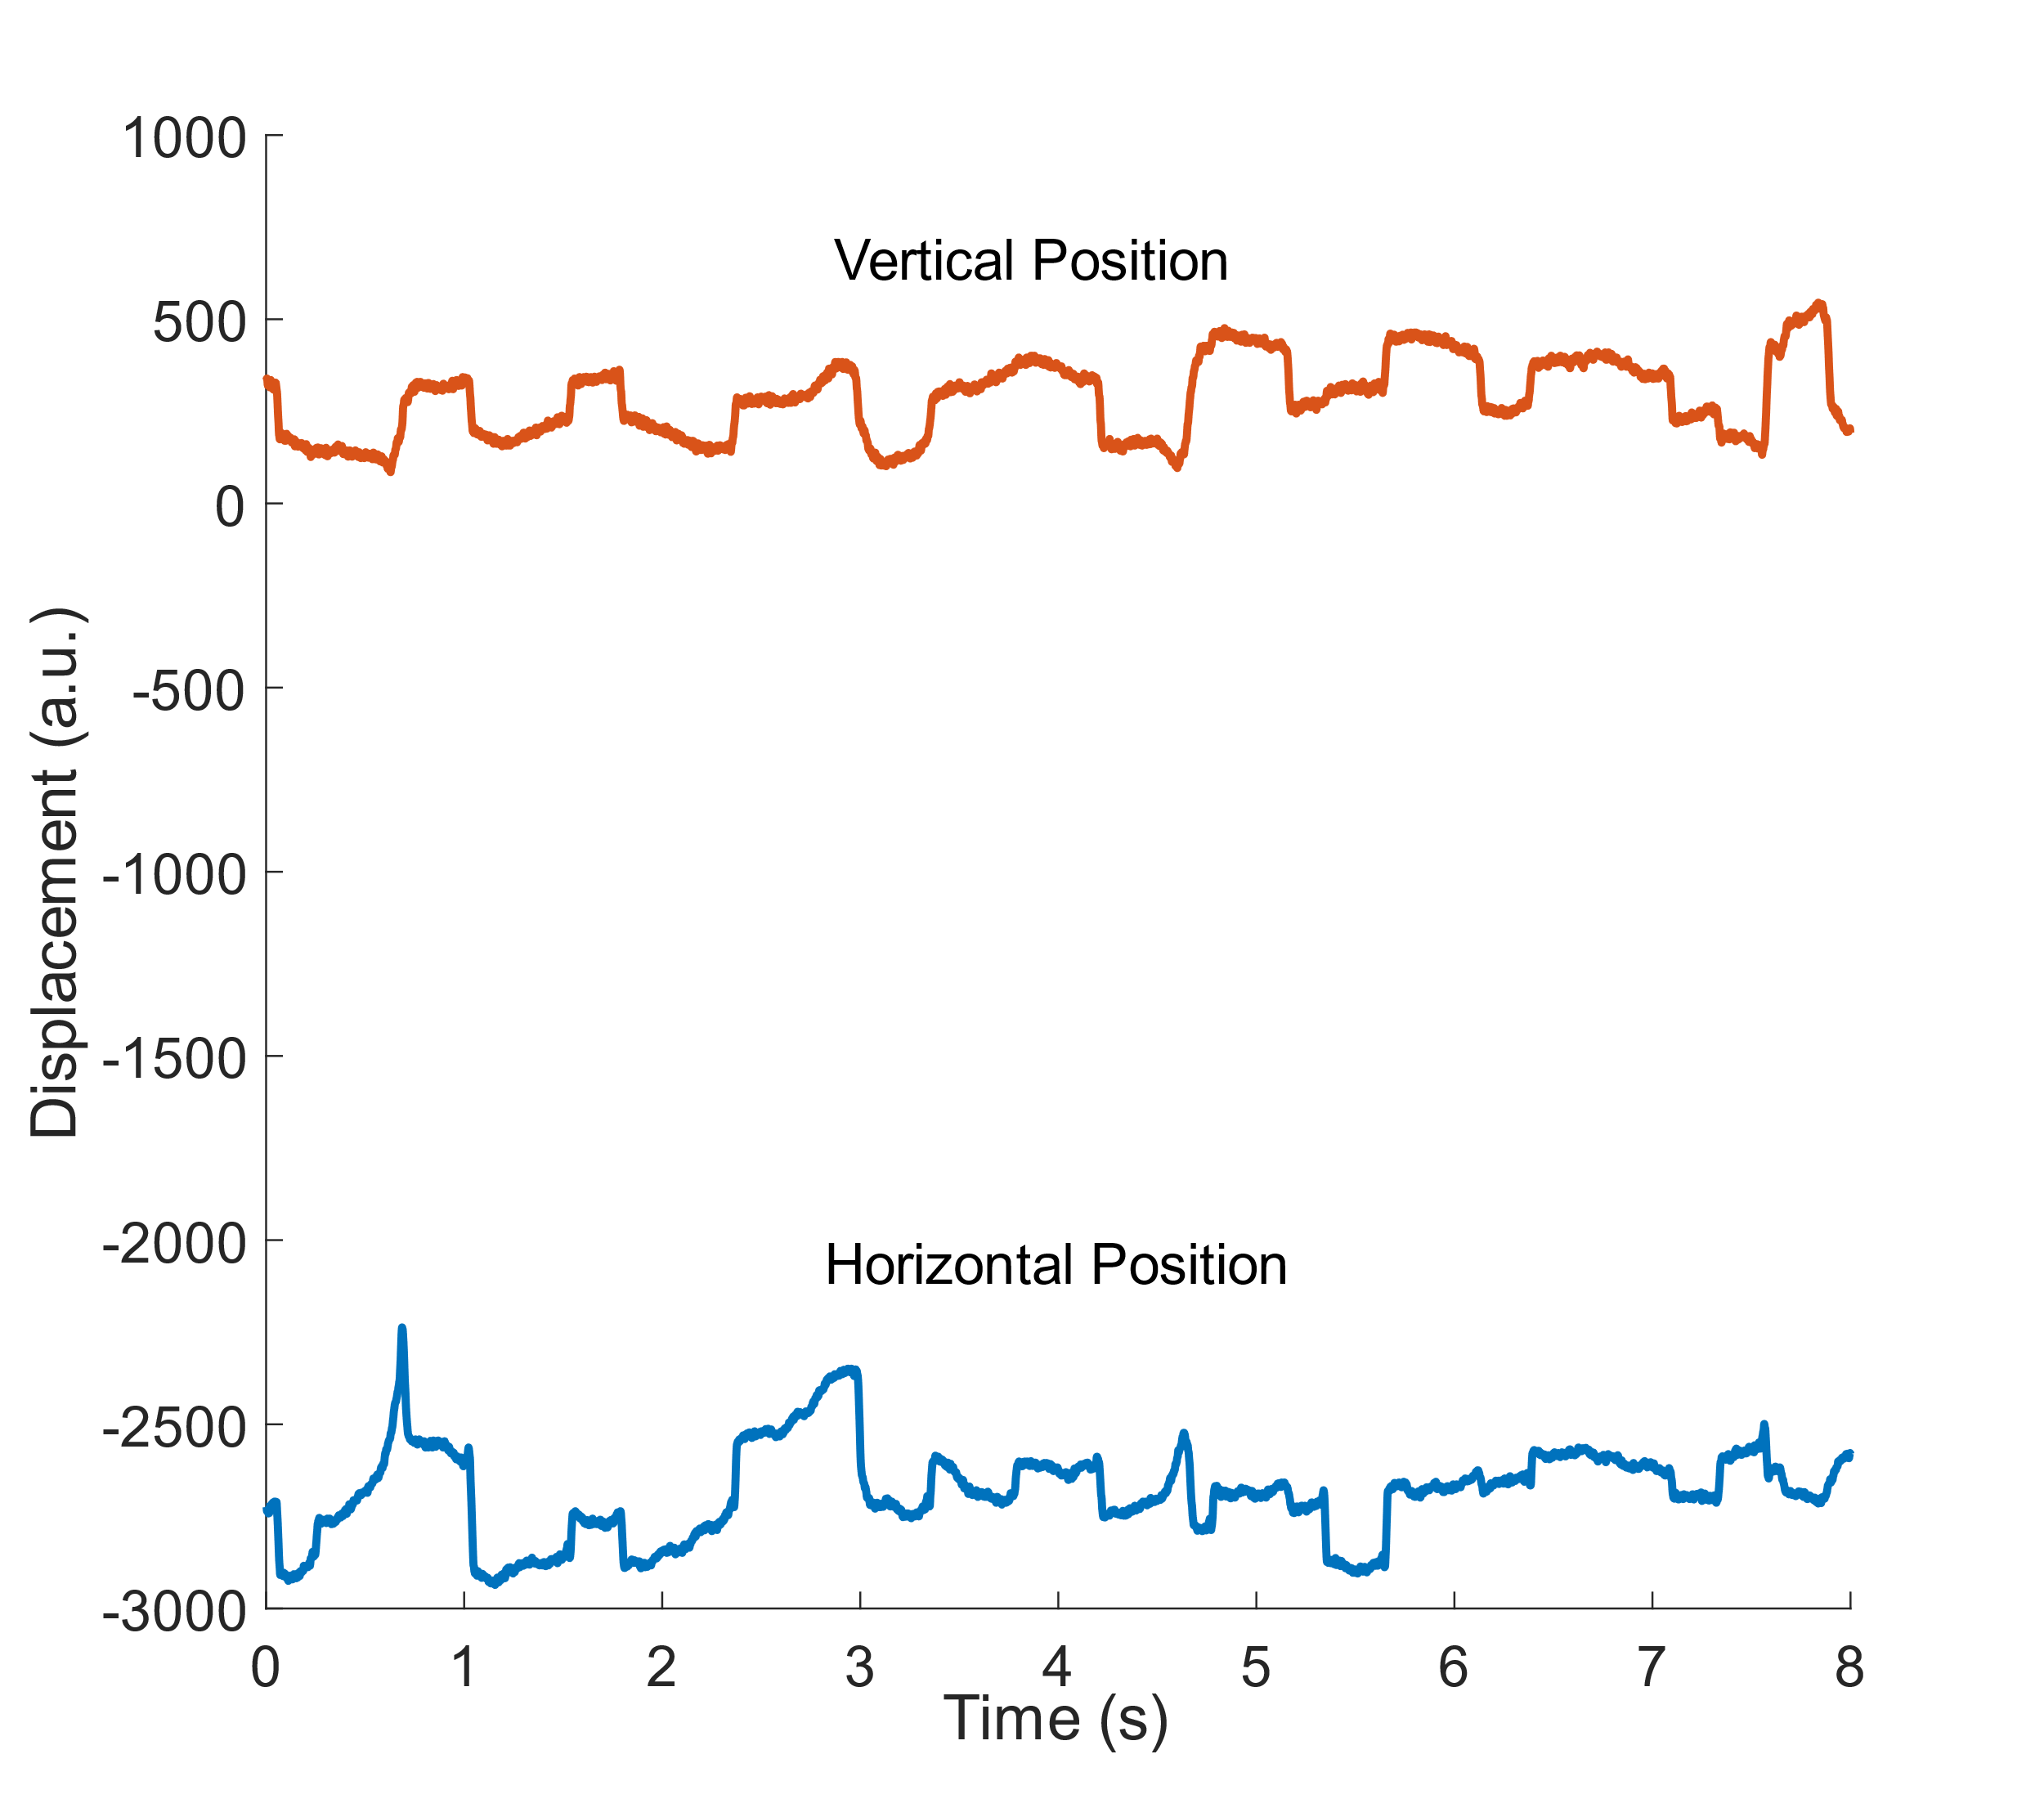 1000
Vertical Position
500
0
-500
-1000
-1500
-2000
Horizontal Position
-2500
-3000
0 1 2 3 4 5 6 7 8
Time (s)
Displacement (a.u.)